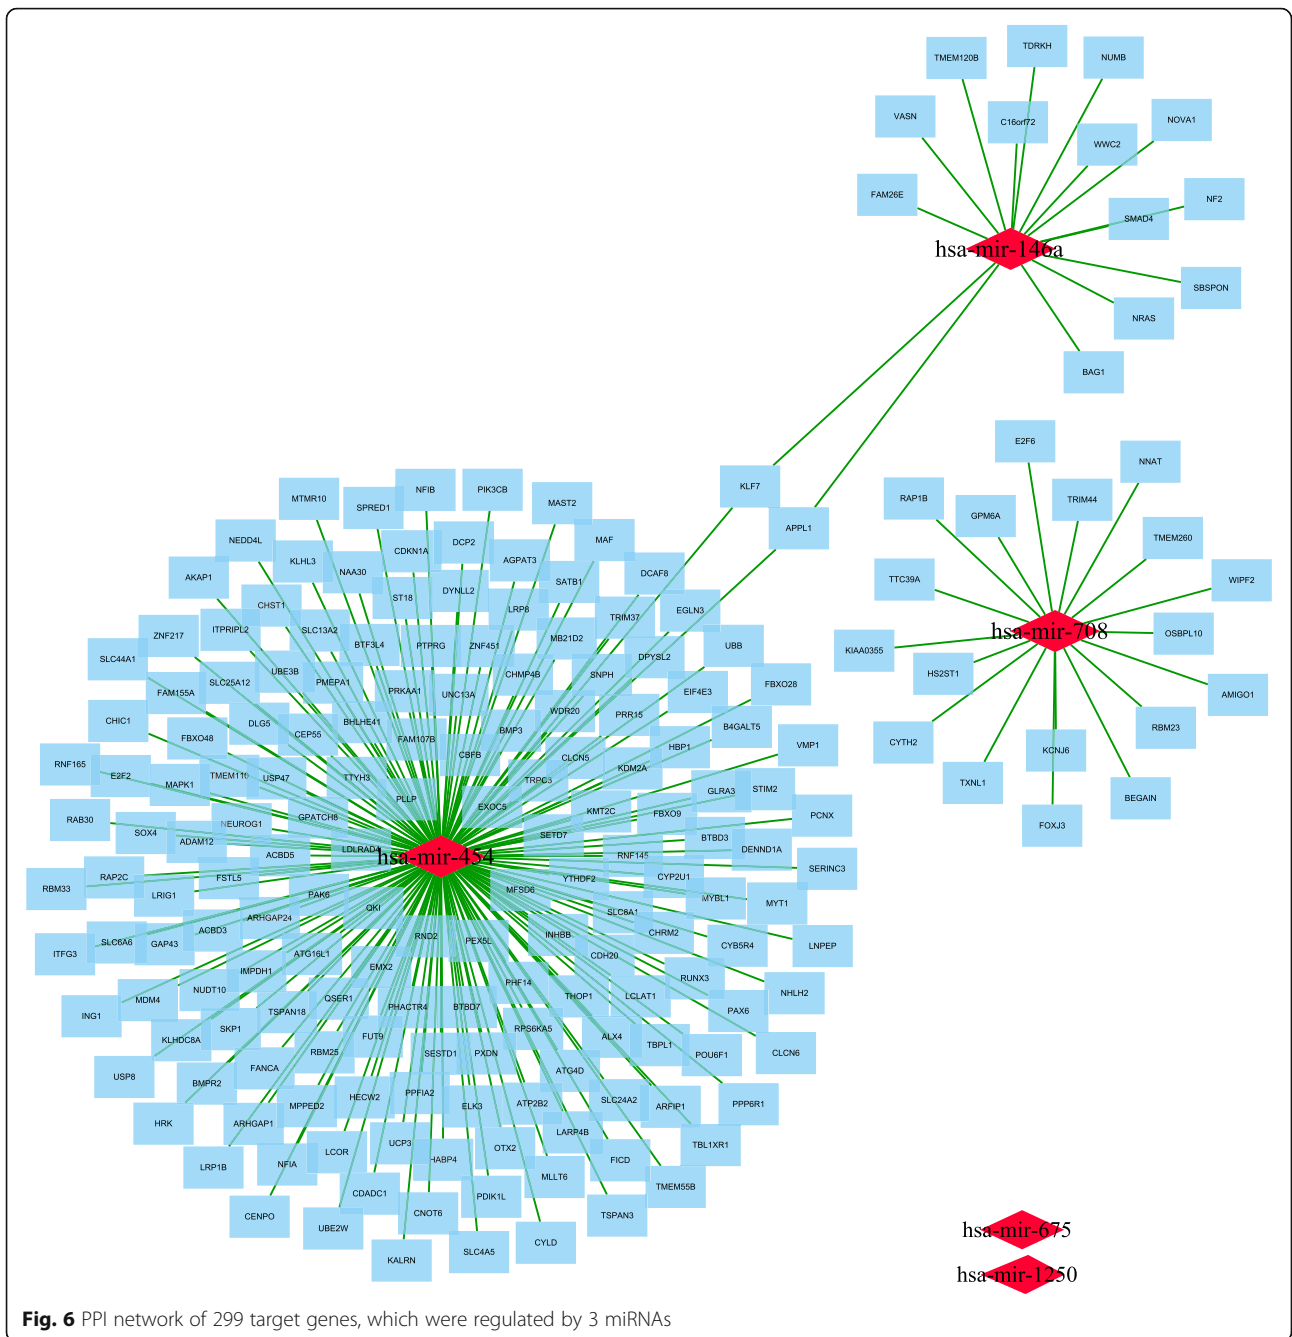 TMEM120B
TDRKH
NUMB
VASN
C16orf72
NOVA1
WWC2
FAM26E
NF2
SMAD4
hsa-mir-146a
SBSPON
NRAS
BAG1
KLF7
APPL1
E2F6
NNAT
RAP1B
TRIM44
GPM6A
TMEM260
TTC39A
WIPF2
hsa-mir-708
OSBPL10
KIAA0355
HS2ST1
AMIGO1
RBM23
CYTH2
KCNJ6
TXNL1
BEGAIN
FOXJ3
MTMR10
SPRED1
NFIB
PIK3CB
MAST2
NEDD4L
KLHL3
NAA30
CDKN1A
DCP2
AGPAT3
MAF
AKAP1
CHST1
ST18
DYNLL2
SATB1
DCAF8
LRP8
TRIM37
EGLN3
ZNF217
ITPRIPL2
SLC13A2
BTF3L4
PTPRG
ZNF451
MB21D2
SLC44A1
UBE3B
DPYSL2
UBB
FAM155A
SLC25A12
PMEPA1
PRKAA1
UNC13A
CHMP4B
SNPH
EIF4E3
FBXO28
CHIC1
DLG5
BHLHE41
WDR20
PRR15
FBXO48
CEP55
FAM107B
BMP3
B4GALT5
VMP1
RNF165
E2F2
CBFB
CLCN5
HBP1
MAPK1
TMEM110
USP47
TTYH3
TRPC3
KDM2A
GLRA3
STIM2
PLLP
EXOC5
RAB30
NEUROG1
GPATCH8
KMT2C
FBXO9
PCNX
SOX4
ADAM12
SETD7
BTBD3
DENND1A
ACBD5
LDLRAD4
hsa-mir-454
RNF145
SERINC3
RBM33
RAP2C
FSTL5
YTHDF2
CYP2U1
LRIG1
PAK6
MFSD6
MYBL1
MYT1
QKI
SLC8A1
ARHGAP24
ITFG3
SLC6A6
GAP43
ACBD3
RND2
PEX5L
INHBB
CHRM2
CYB5R4
LNPEP
ATG16L1
CDH20
IMPDH1
EMX2
PHF14
RUNX3
NHLH2
ING1
MDM4
NUDT10
QSER1
PHACTR4
BTBD7
THOP1
LCLAT1
PAX6
TSPAN18
KLHDC8A
SKP1
FUT9
RPS6KA5
ALX4
TBPL1
POU6F1
CLCN6
RBM25
SESTD1
PXDN
USP8
BMPR2
FANCA
ATG4D
HECW2
PPFIA2
ELK3
ATP2B2
SLC24A2
ARFIP1
PPP6R1
HRK
ARHGAP1
MPPED2
LARP4B
TBL1XR1
LRP1B
NFIA
LCOR
UCP3
HABP4
OTX2
FICD
MLLT6
TMEM55B
CDADC1
PDIK1L
CENPO
UBE2W
CNOT6
TSPAN3
KALRN
SLC4A5
CYLD
hsa-mir-675
hsa-mir-1250
Fig. 6 PPI network of 299 target genes, which were regulated by 3 miRNAs